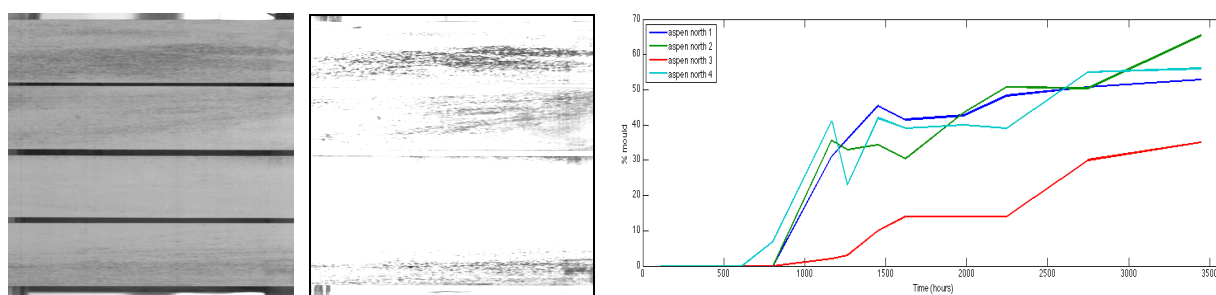 70
60
50
40
30
20
10
0
% mould
aspen north 1
aspen north 2
aspen north 3
aspen north 4
0 500 1000 1500 2000 2500 3000 3500
Time (hours)